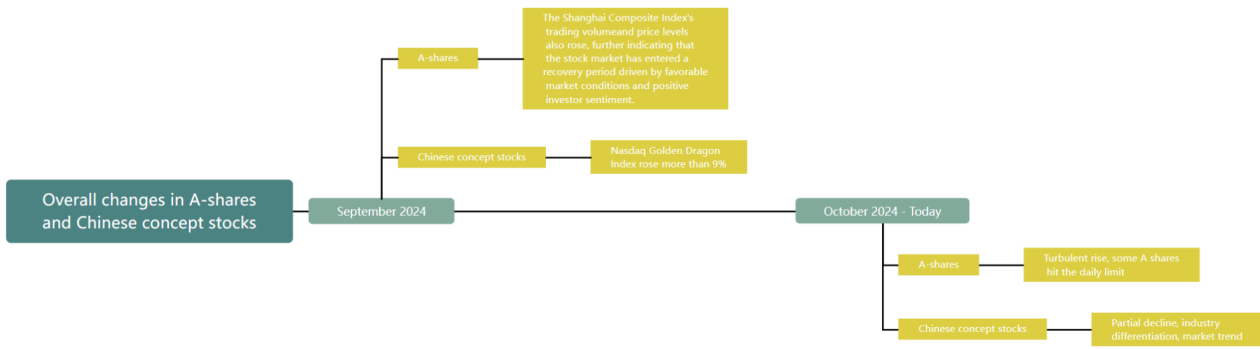 Overall changes in A-shares
and Chinese concept stocks
September 2024
A-shares
The Shanghai Composite Index's
trading volumeand price levels
also rose, further indicating that
the stock market has entered a
recovery period driven by favorable
market conditions and positive
investor sentiment.
Chinese concept stocks
Nasdaq Golden Dragon
Index rose more than 9%
October 2024 - Today
A-shares
Turbulent rise, some A shares
hit the daily limit
Chinese concept stocks
Partial decline, industry
differentiation, market trend